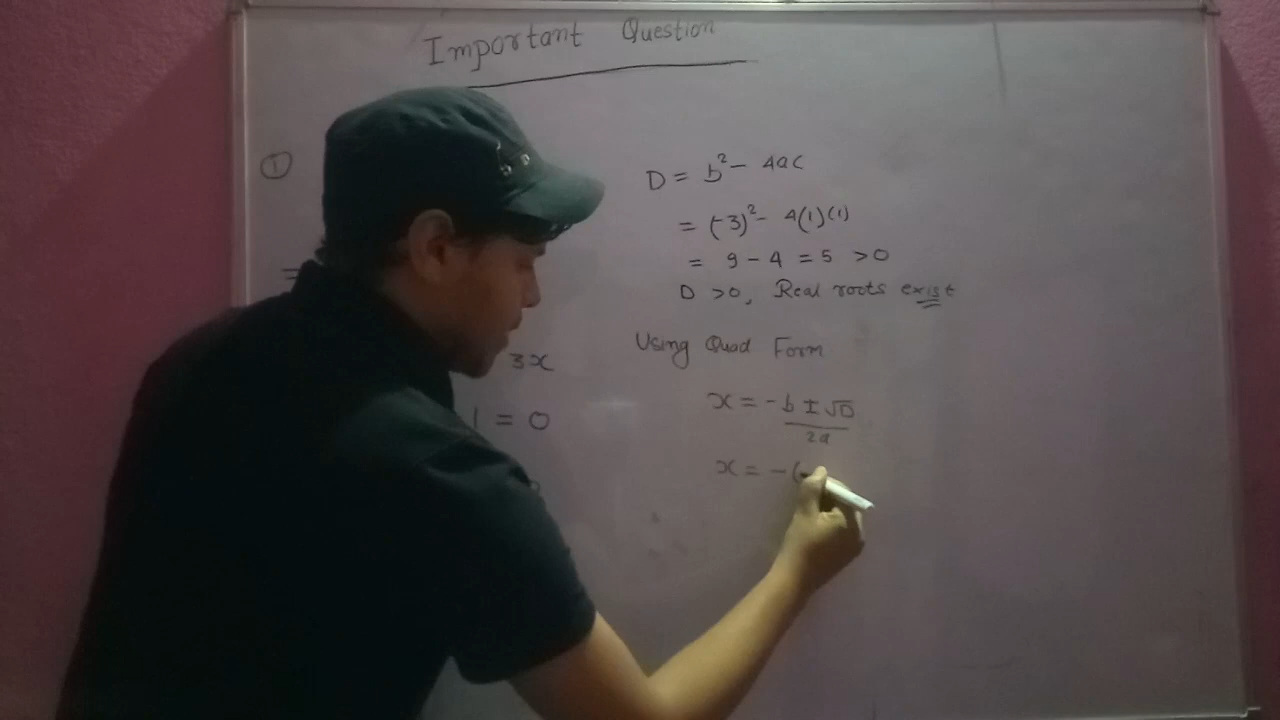 Important Question
①
=
3x
1 = 0
D = b² - 4ac
= (-3)² - 4(1)(1)
= 9 - 4 = 5 >0
D >0, Real roots exist
Using Quad Form
x = -b ± √D
2a
x = -(-